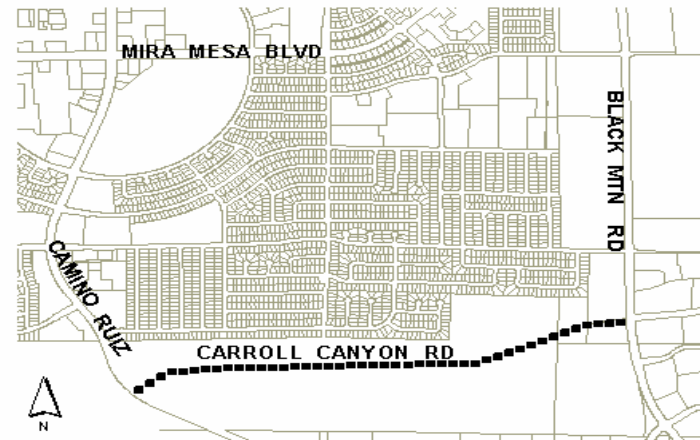 MIRA MESA BLVD
BLACK MTN RD
CAMINO RUIZ
CARROLL CANYON RD
N